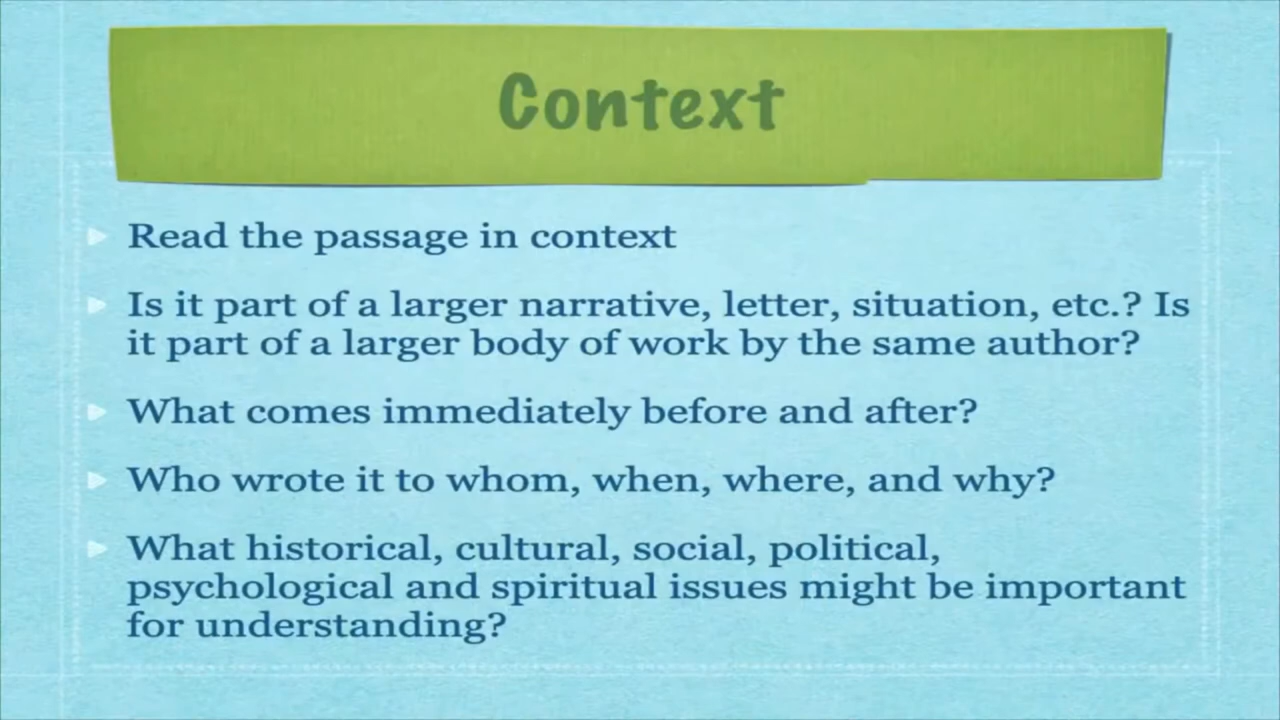 Context
Read the passage in context
Is it part of a larger narrative, letter, situation, etc.? Is
it part of a larger body of work by the same author?
What comes immediately before and after?
Who wrote it to whom, when, where, and why?
What historical, cultural, social, political,
psychological and spiritual issues might be important
for understanding?